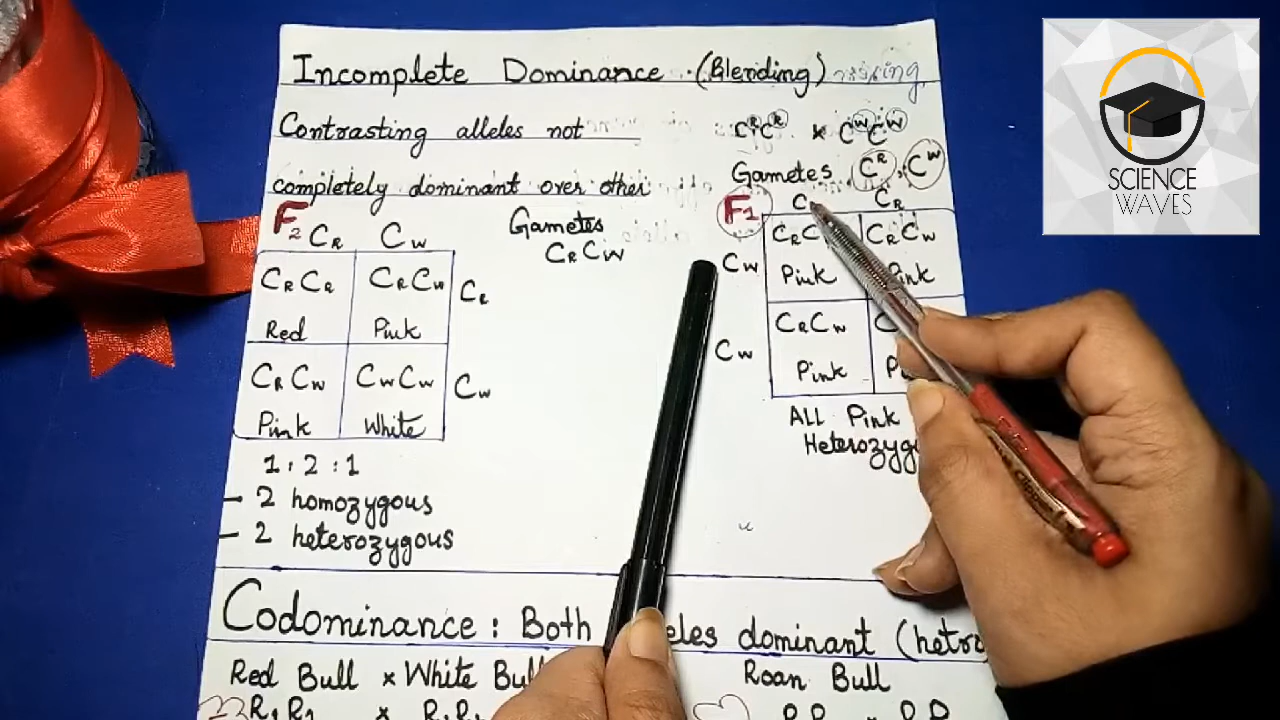 Incomplete Dominance (Blending)
Contrasting alleles not
completely dominant over other
CRCR × CWCW
Gametes CR, CW
F1
CR
CW
CRCW
Pink
Pink
CW
CRCW
Pink
ALL Pink
F2
CR CW
Gametes
CRCW
CRCR CRCW CR
Red Pink
CRCW CWCW CW
Pink White
1:2:1
- 2 homozygous
- 2 heterozygous
Codominance: Both dominant
Red Bull × White Bull
Roan Bull
SCIENCE
WAVES